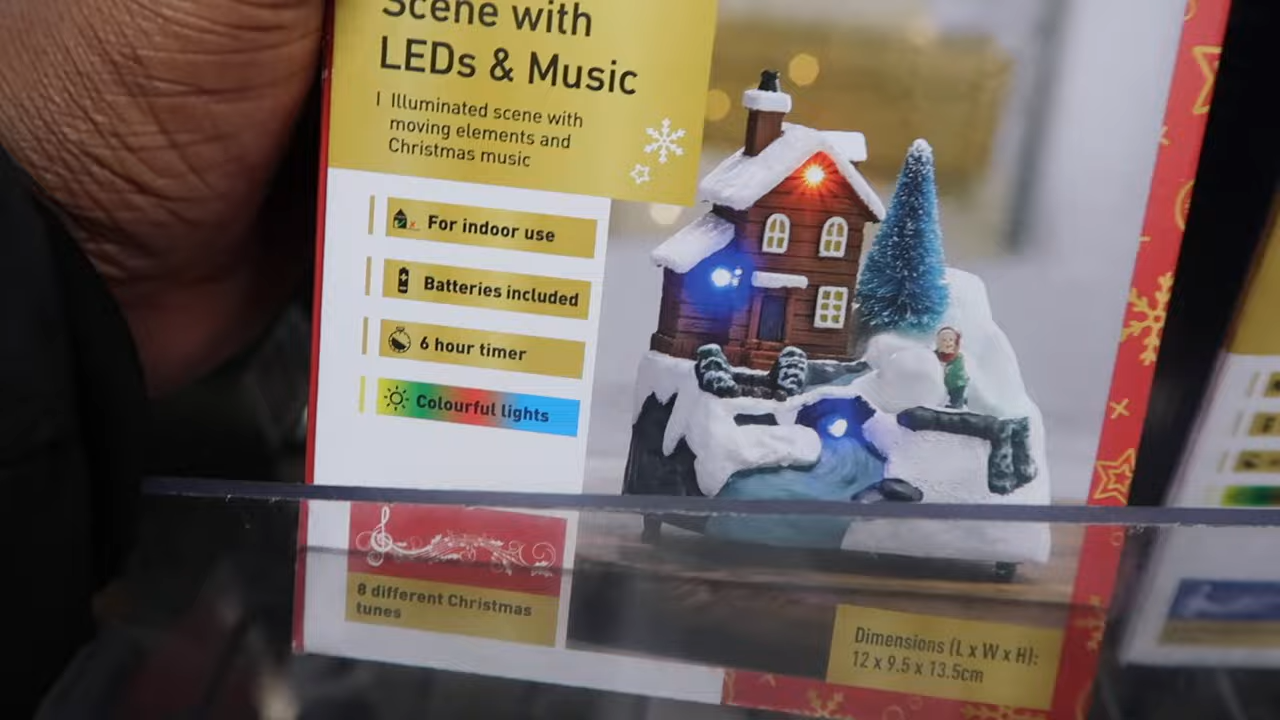 Scene with
LEDs & Music
Illuminated scene with
moving elements and
Christmas music
For indoor use
Batteries included
6 hour timer
Colourful lights
8 different Christmas
tunes
Dimensions (L x W x H):
12 x 9.5 x 13.5cm